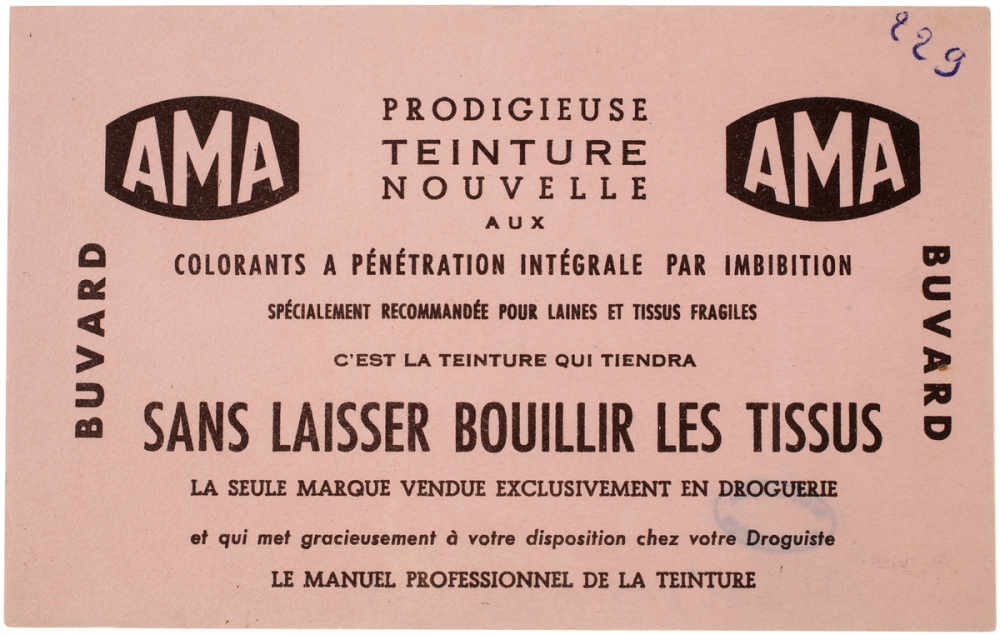 229
AMA
AMA
PRODIGIEUSE
TEINTURE
NOUVELLE
AUX
COLORANTS A PÉNÉTRATION INTÉGRALE PAR IMBIBITION
SPÉCIALEMENT RECOMMANDÉE POUR LAINES ET TISSUS FRAGILES
C'EST LA TEINTURE QUI TIENDRA
SANS LAISSER BOUILLIR LES TISSUS
LA SEULE MARQUE VENDUE EXCLUSIVEMENT EN DROGUERIE
et qui met gracieusement à votre disposition chez votre Droguiste
LE MANUEL PROFESSIONNEL DE LA TEINTURE
BUVARD
BUVARD